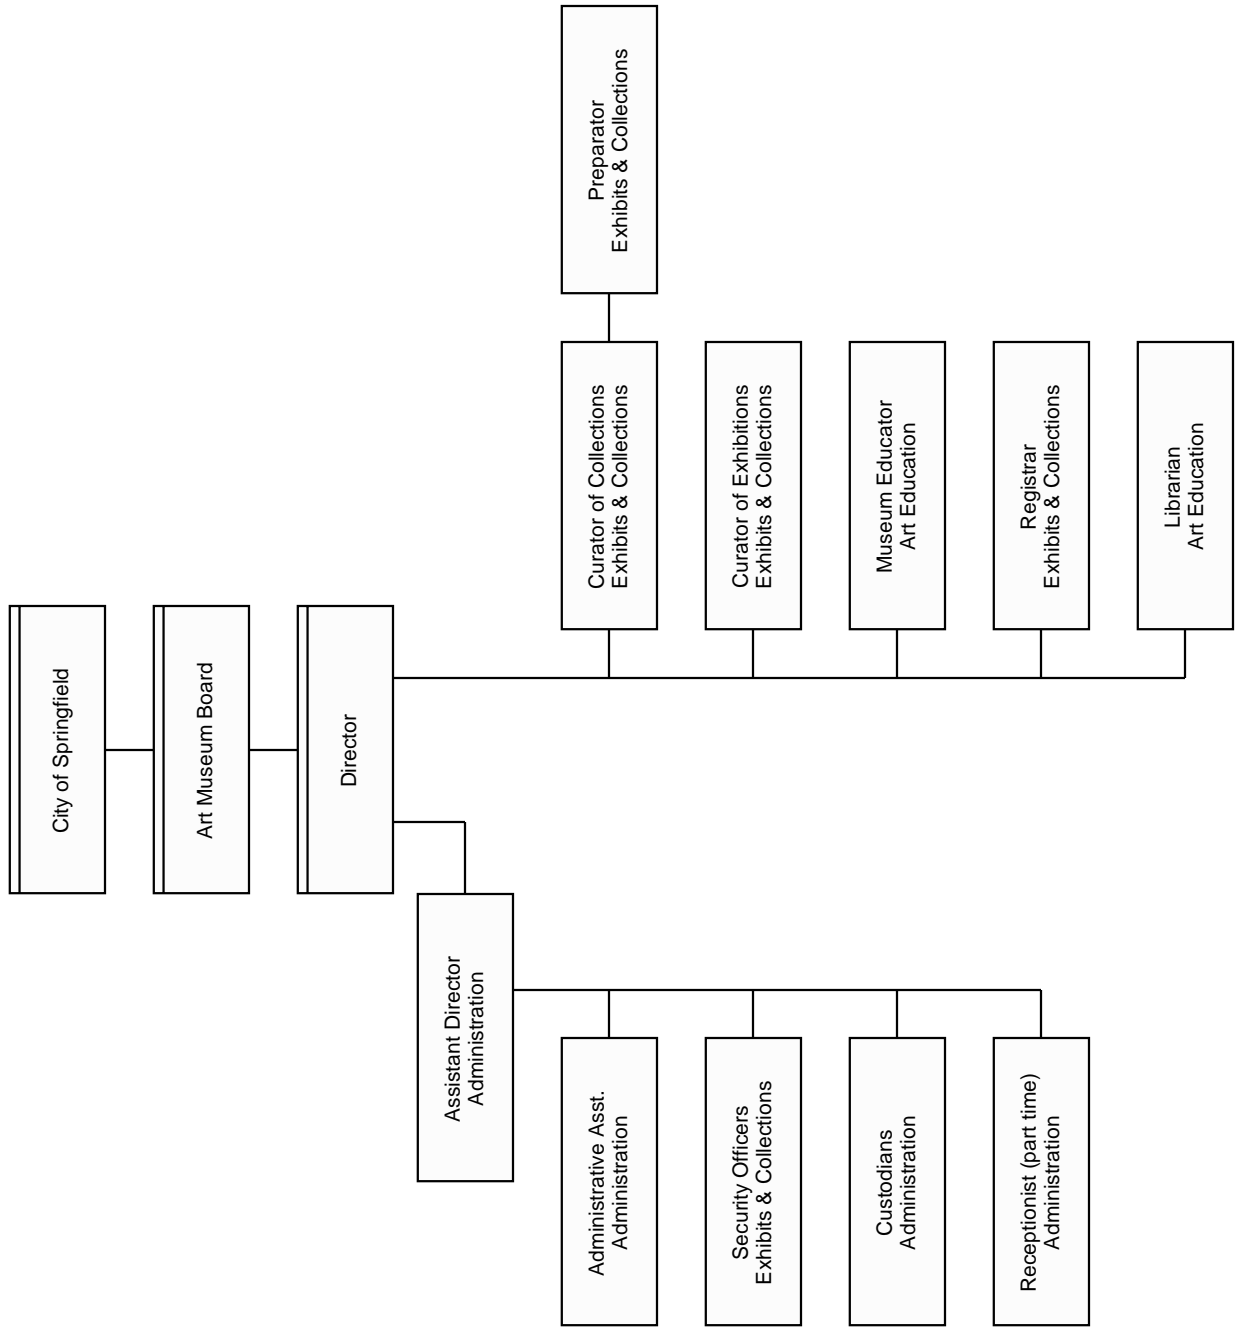 City of Springfield
Art Museum Board
Director
Assistant Director
Administration
Administrative Asst.
Administration
Security Officers
Exhibits & Collections
Custodians
Administration
Receptionist (part time)
Administration
Curator of Collections
Exhibits & Collections
Preparator
Exhibits & Collections
Curator of Exhibitions
Exhibits & Collections
Museum Educator
Art Education
Registrar
Exhibits & Collections
Librarian
Art Education